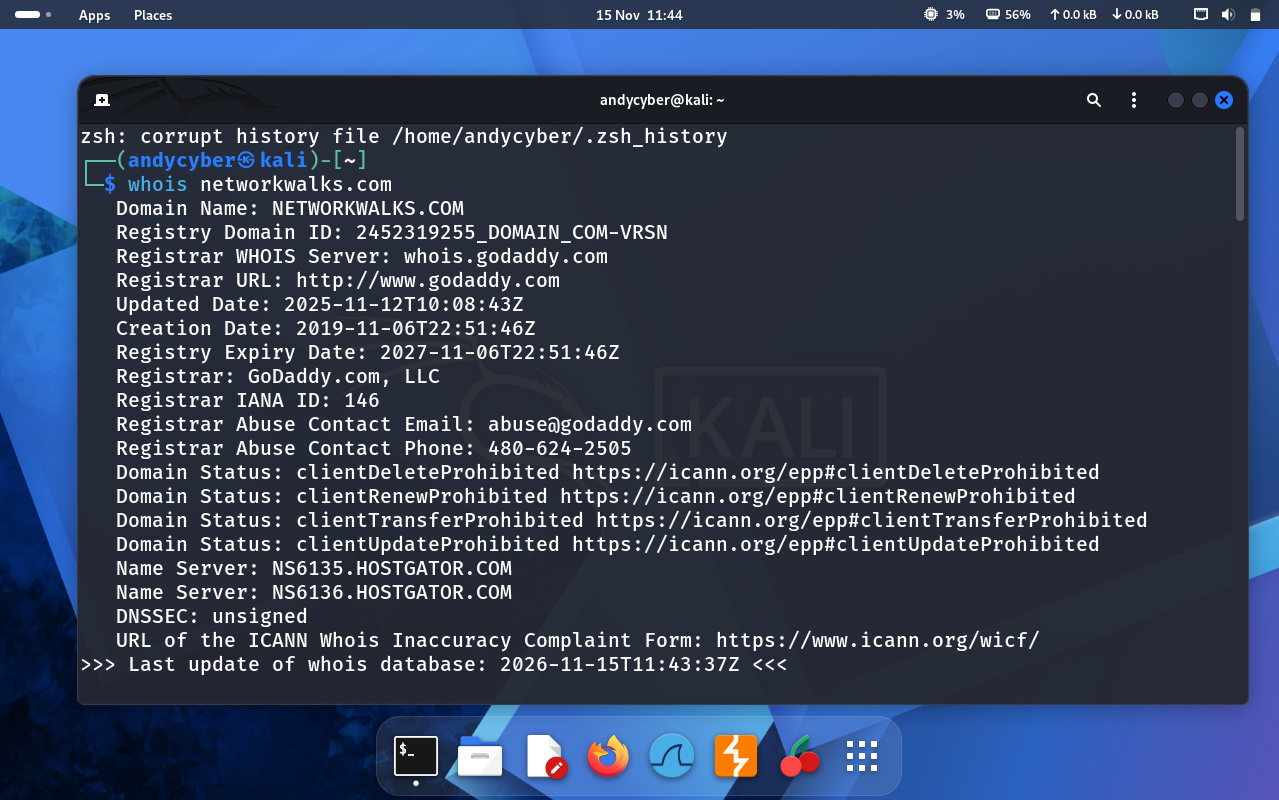 Apps Places 15 Nov 11:44 3% 56% 0.0 kB 0.0 kB
andycyber@kali: ~
zsh: corrupt history file /home/andycyber/.zsh_history
┌──(andycyber㉿kali)-[~]
└─$ whois networkwalks.com
Domain Name: NETWORKWALKS.COM
Registry Domain ID: 2452319255_DOMAIN_COM-VRSN
Registrar WHOIS Server: whois.godaddy.com
Registrar URL: http://www.godaddy.com
Updated Date: 2025-11-12T10:08:43Z
Creation Date: 2019-11-06T22:51:46Z
Registry Expiry Date: 2027-11-06T22:51:46Z
Registrar: GoDaddy.com, LLC
Registrar IANA ID: 146
Registrar Abuse Contact Email: abuse@godaddy.com
Registrar Abuse Contact Phone: 480-624-2505
Domain Status: clientDeleteProhibited https://icann.org/epp#clientDeleteProhibited
Domain Status: clientRenewProhibited https://icann.org/epp#clientRenewProhibited
Domain Status: clientTransferProhibited https://icann.org/epp#clientTransferProhibited
Domain Status: clientUpdateProhibited https://icann.org/epp#clientUpdateProhibited
Name Server: NS6135.HOSTGATOR.COM
Name Server: NS6136.HOSTGATOR.COM
DNSSEC: unsigned
URL of the ICANN Whois Inaccuracy Complaint Form: https://www.icann.org/wicf/
>>> Last update of whois database: 2026-11-15T11:43:37Z <<<
KALI
$_